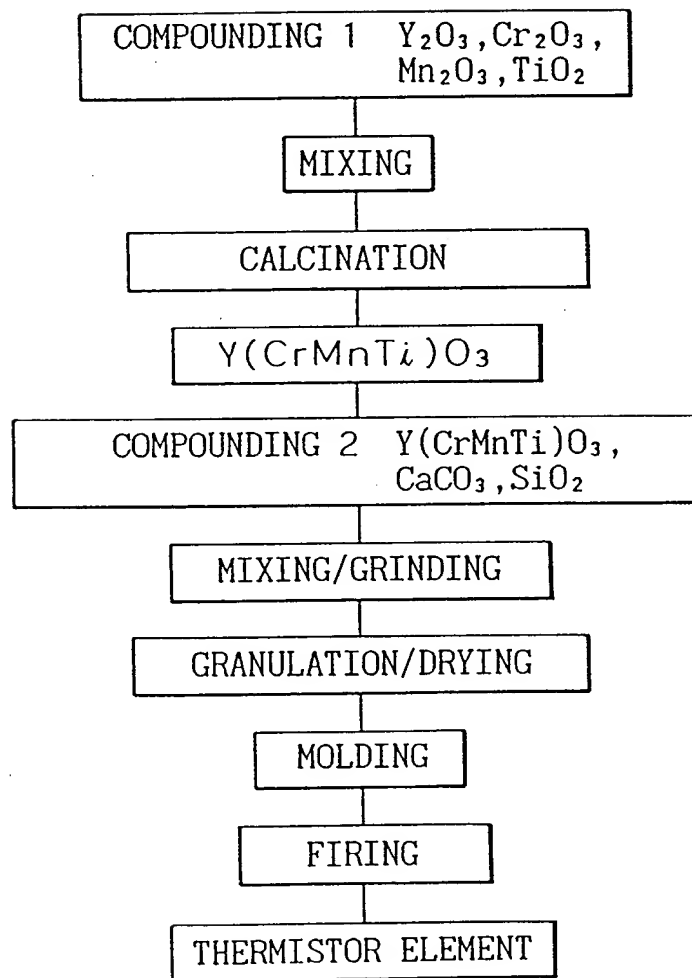 COMPOUNDING 1 Y₂O₃,Cr₂O₃,
Mn₂O₃,TiO₂
MIXING
CALCINATION
Y(CrMnTi)O₃
COMPOUNDING 2 Y(CrMnTi)O₃,
CaCO₃,SiO₂
MIXING/GRINDING
GRANULATION/DRYING
MOLDING
FIRING
THERMISTOR ELEMENT